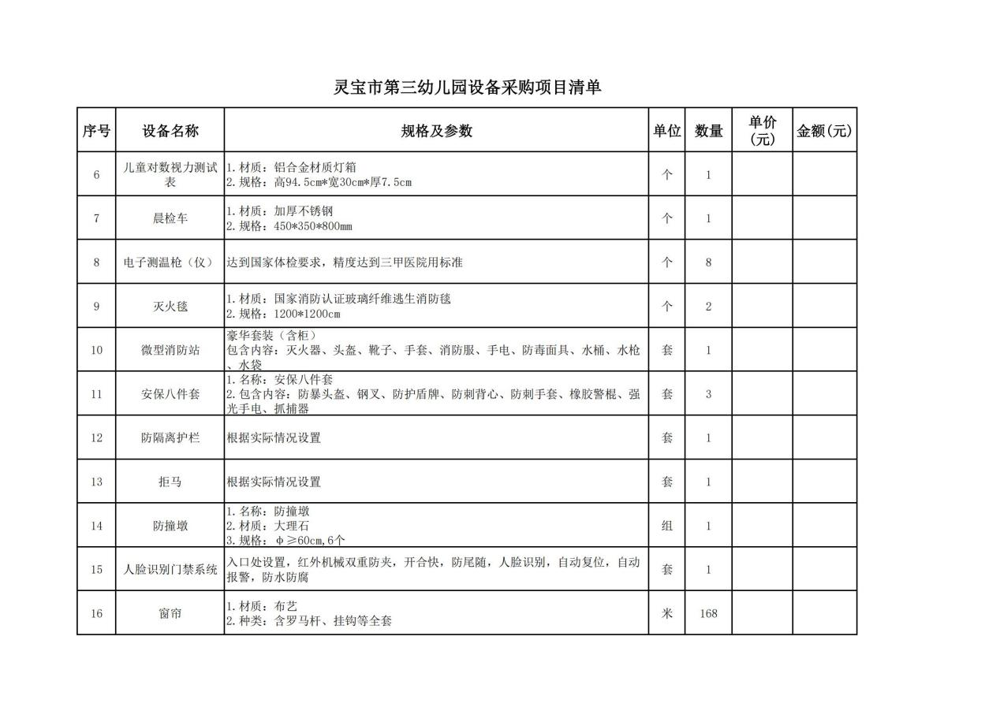 灵宝市第三幼儿园设备采购项目清单
序号 设备名称 规格及参数 单位 数量 单价(元) 金额(元)
6 儿童对数视力测试表 1.材质：铝合金材质灯箱
2.规格：高94.5cm*宽30cm*厚7.5cm 个 1
7 晨检车 1.材质：加厚不锈钢
2.规格：450*350*800mm 个 1
8 电子测温枪（仪） 达到国家体检要求，精度达到三甲医院用标准 个 8
9 灭火毯 1.材质：国家消防认证玻璃纤维逃生消防毯
2.规格：1200*1200cm 个 2
10 微型消防站 豪华套装（含柜）
包含内容：灭火器、头盔、靴子、手套、消防服、手电、防毒面具、水桶、水枪
、水袋 套 1
11 安保八件套 1.名称：安保八件套
2.包含内容：防暴头盔、钢叉、防护盾牌、防刺背心、防刺手套、橡胶警棍、强
光手电、抓捕器 套 3
12 防隔离护栏 根据实际情况设置 套 1
13 拒马 根据实际情况设置 套 1
14 防撞墩 1.名称：防撞墩
2.材质：大理石
3.规格：φ≥60cm,6个 组 1
15 人脸识别门禁系统 入口处设置，红外机械双重防夹，开合快，防尾随，人脸识别，自动复位，自动
报警，防水防腐 套 1
16 窗帘 1.材质：布艺
2.种类：含罗马杆、挂钩等全套 米 168